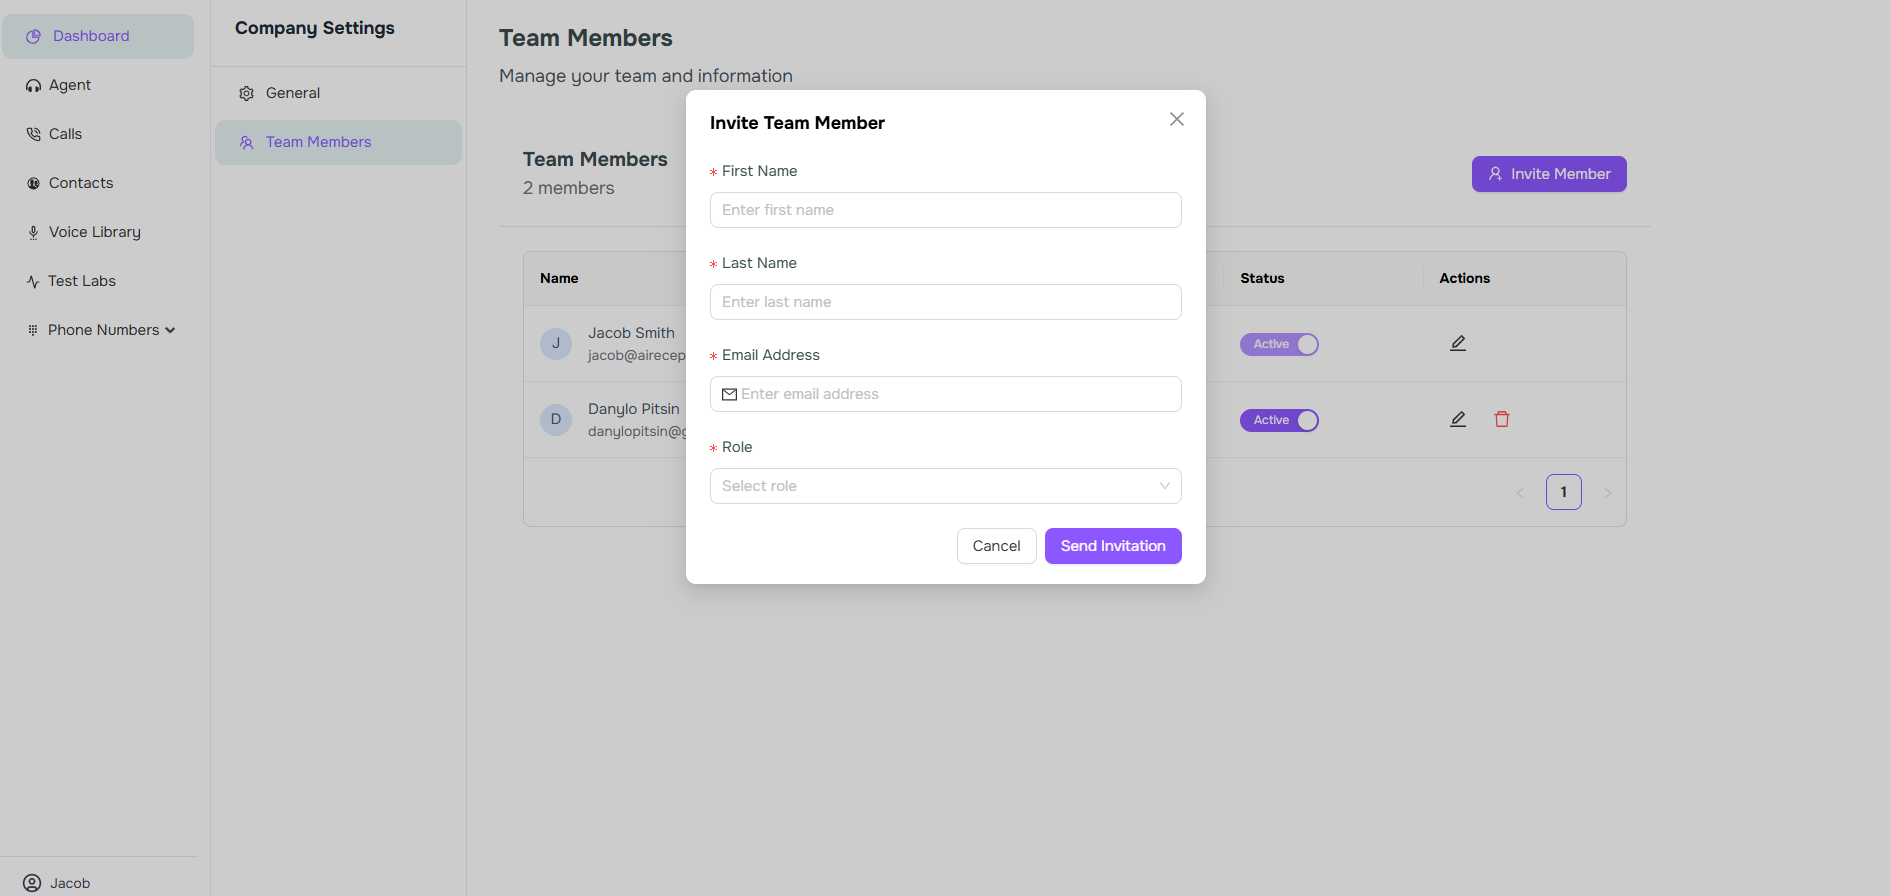 Dashboard
Agent
Calls
Contacts
Voice Library
Test Labs
Phone Numbers
Jacob
Company Settings
General
Team Members
Team Members
Manage your team and information
Team Members
2 members
Invite Member
Name
Status
Actions
J
Jacob Smith
jacob@airecep
Active
D
Danylo Pitsin
danylopitsin@g
Active
1
Invite Team Member
* First Name
Enter first name
* Last Name
Enter last name
* Email Address
Enter email address
* Role
Select role
Cancel
Send Invitation